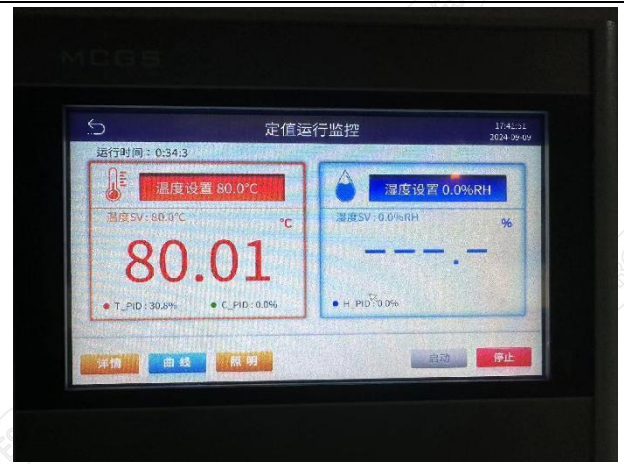 MCGS
定值运行监控
17:41:51
2024-09-09
运行时间：0:34:3
温度设置 80.0°C
湿度设置 0.0%RH
温度SV：80.0°C
°C
湿度SV：0.0%RH
%
80.01
---.-
T_PID：30.8%
C_PID：0.0%
H_PID：0.0%
详情
曲线
照明
启动
停止